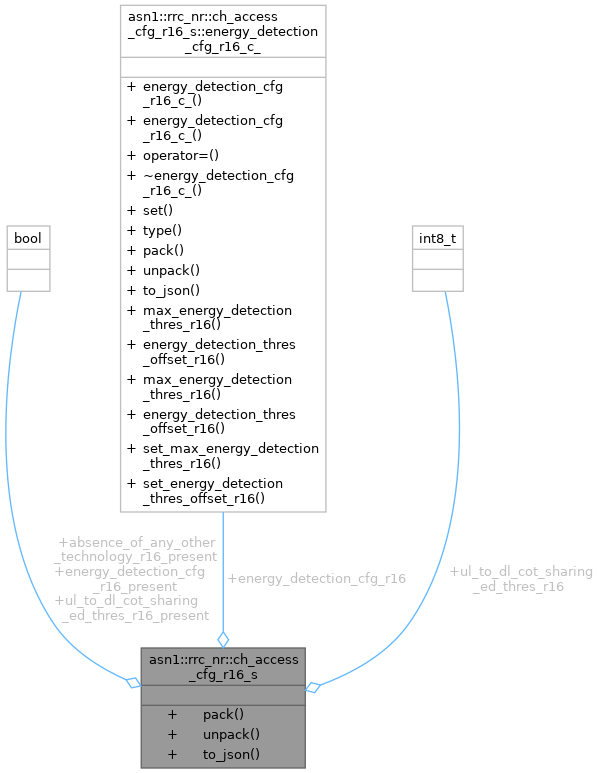 asn1::rrc_nr::ch_access
_cfg_r16_s::energy_detection
_cfg_r16_c_
+ energy_detection_cfg
_r16_c_()
+ energy_detection_cfg
_r16_c_()
+ operator=()
+ ~energy_detection_cfg
_r16_c_()
+ set()
+ type()
+ pack()
+ unpack()
+ to_json()
+ max_energy_detection
_thres_r16()
+ energy_detection_thres
_offset_r16()
+ max_energy_detection
_thres_r16()
+ energy_detection_thres
_offset_r16()
+ set_max_energy_detection
_thres_r16()
+ set_energy_detection
_thres_offset_r16()
bool
int8_t
+absence_of_any_other
_technology_r16_present
+energy_detection_cfg
_r16_present
+ul_to_dl_cot_sharing
_ed_thres_r16_present
+energy_detection_cfg_r16
+ul_to_dl_cot_sharing
_ed_thres_r16
asn1::rrc_nr::ch_access
_cfg_r16_s
+ pack()
+ unpack()
+ to_json()